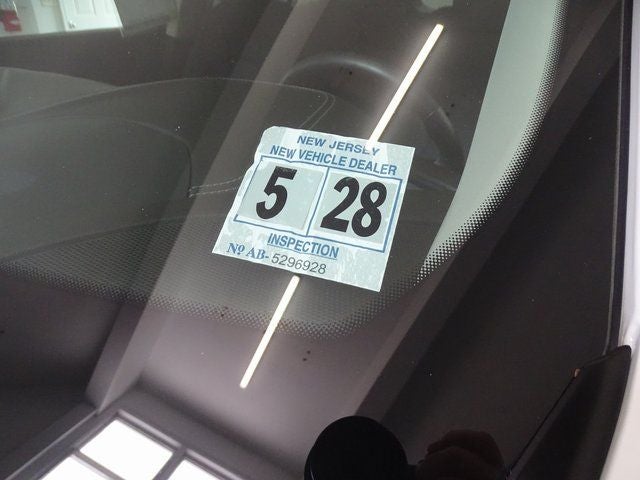 NEW JERSEY
NEW VEHICLE DEALER
5 28
INSPECTION
Nº AB-5296928